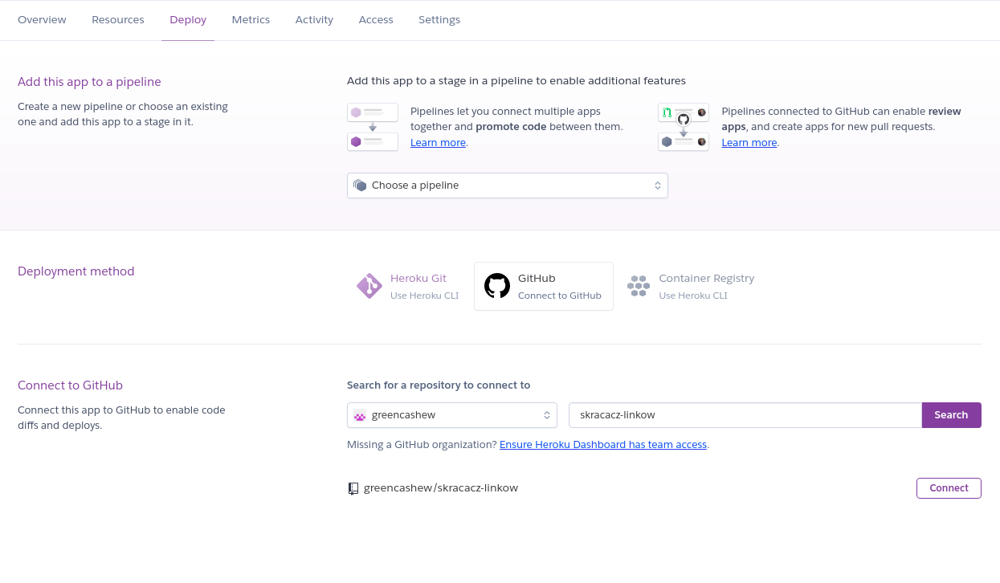 Overview Resources Deploy Metrics Activity Access Settings
Add this app to a pipeline
Create a new pipeline or choose an existing
one and add this app to a stage in it.
Add this app to a stage in a pipeline to enable additional features
Pipelines let you connect multiple apps
together and promote code between them.
Learn more.
Pipelines connected to GitHub can enable review
apps, and create apps for new pull requests.
Learn more.
Choose a pipeline
Deployment method
Heroku Git
Use Heroku CLI
GitHub
Connect to GitHub
Container Registry
Use Heroku CLI
Connect to GitHub
Connect this app to GitHub to enable code
diffs and deploys.
Search for a repository to connect to
greencashew
skracacz-linkow
Search
Missing a GitHub organization? Ensure Heroku Dashboard has team access.
greencashew/skracacz-linkow
Connect